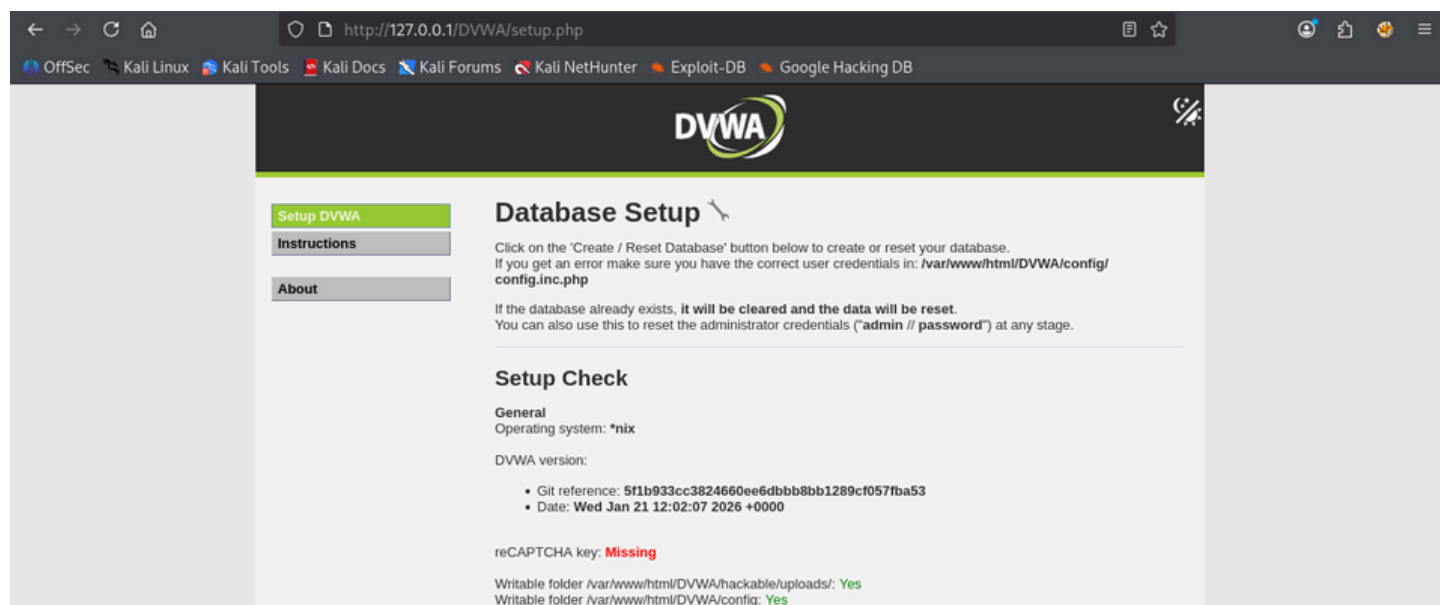 http://127.0.0.1/DVWA/setup.php
OffSec Kali Linux Kali Tools Kali Docs Kali Forums Kali NetHunter Exploit-DB Google Hacking DB
DVWA
Setup DVWA
Instructions
About
Database Setup
Click on the 'Create / Reset Database' button below to create or reset your database.
If you get an error make sure you have the correct user credentials in: /var/www/html/DVWA/config/
config.inc.php
If the database already exists, it will be cleared and the data will be reset.
You can also use this to reset the administrator credentials ("admin // password") at any stage.
Setup Check
General
Operating system: *nix
DVWA version:
• Git reference: 5f1b933cc3824660ee6dbbb8bb1289cf057fba53
• Date: Wed Jan 21 12:02:07 2026 +0000
reCAPTCHA key: Missing
Writable folder /var/www/html/DVWA/hackable/uploads/: Yes
Writable folder /var/www/html/DVWA/config: Yes